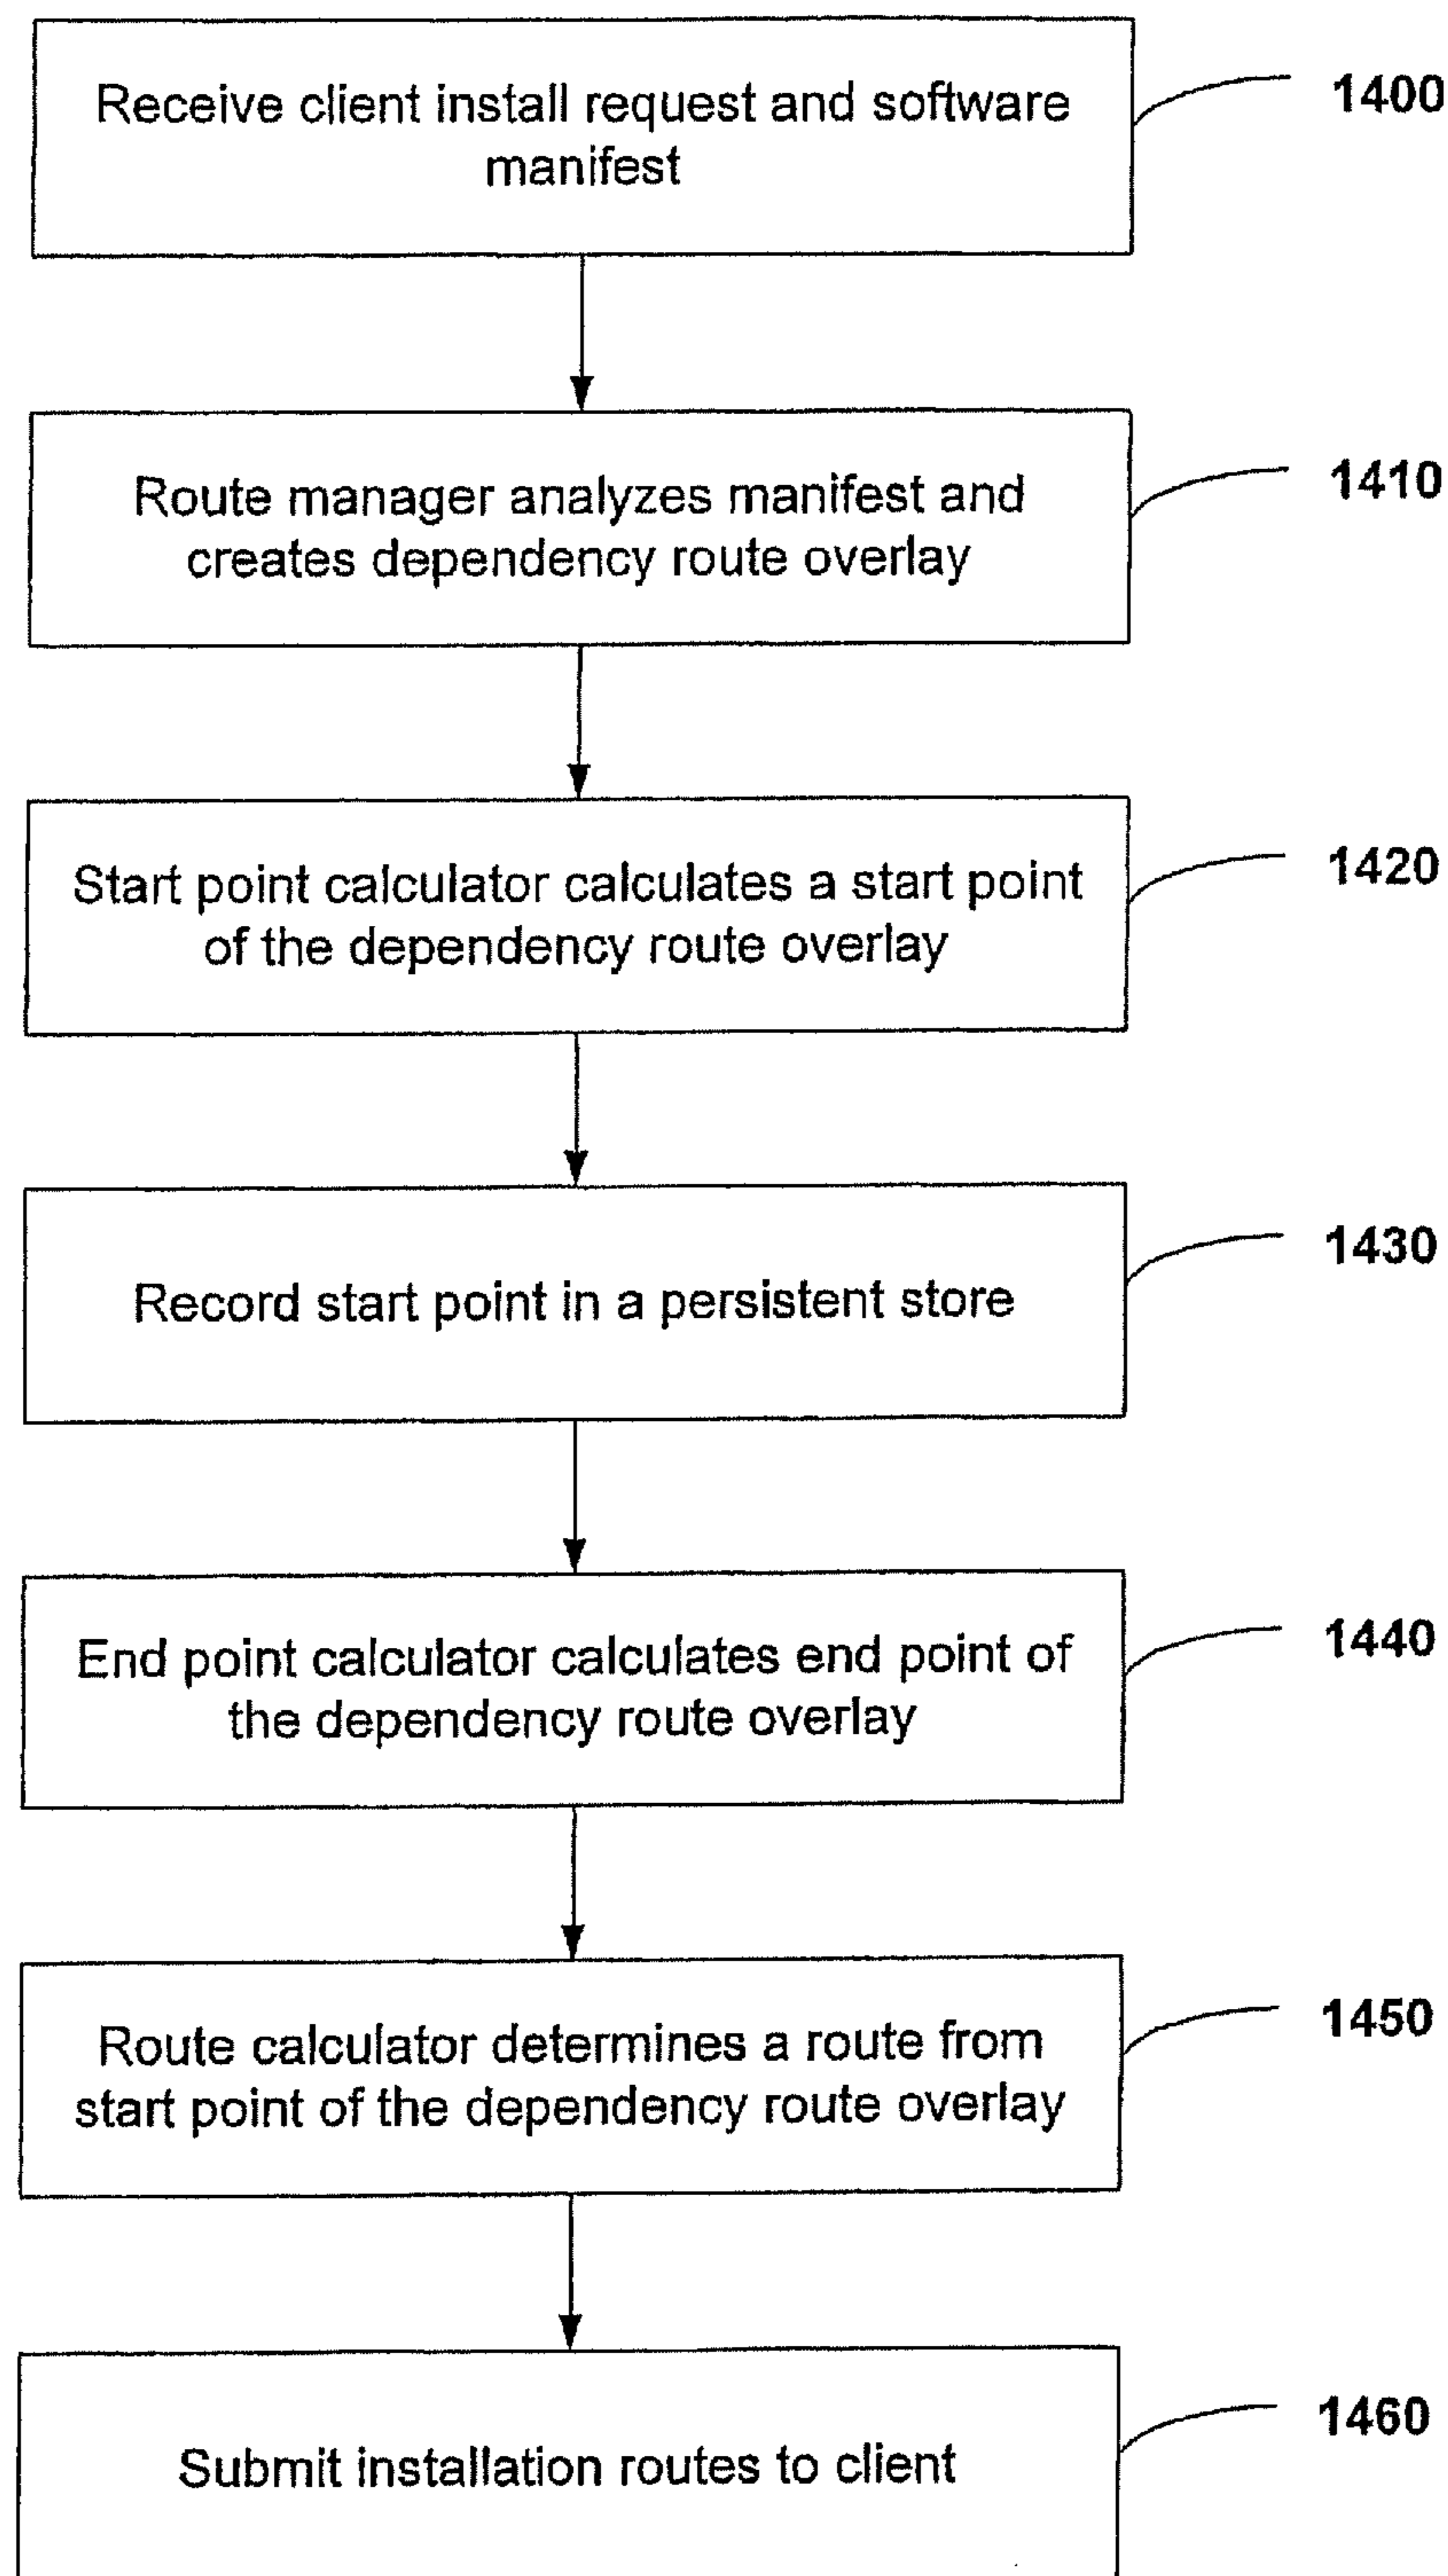 Receive client install request and software
manifest
1400
Route manager analyzes manifest and
creates dependency route overlay
1410
Start point calculator calculates a start point
of the dependency route overlay
1420
Record start point in a persistent store
1430
End point calculator calculates end point of
the dependency route overlay
1440
Route calculator determines a route from
start point of the dependency route overlay
1450
Submit installation routes to client
1460